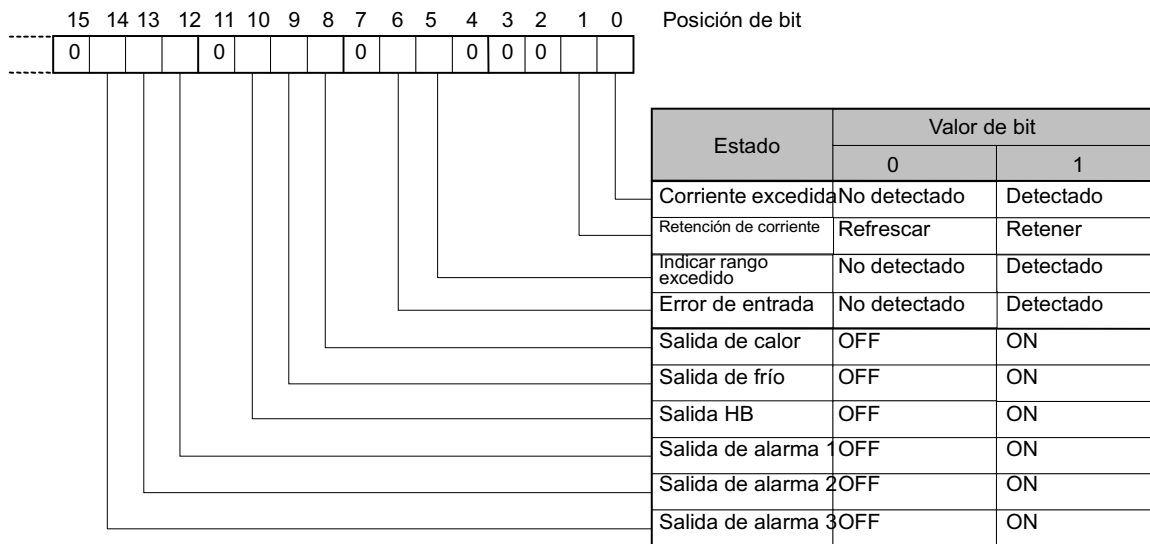 15 14 13 12 11 10 9 8 7 6 5 4 3 2 1 0 Posición de bit
0 0 0 0 0 0
Estado Valor de bit
0 1
Corriente excedida No detectado Detectado
Retención de corriente Refrescar Retener
Indicar rango
excedido No detectado Detectado
Error de entrada No detectado Detectado
Salida de calor OFF ON
Salida de frío OFF ON
Salida HB OFF ON
Salida de alarma 1 OFF ON
Salida de alarma 2 OFF ON
Salida de alarma 3 OFF ON